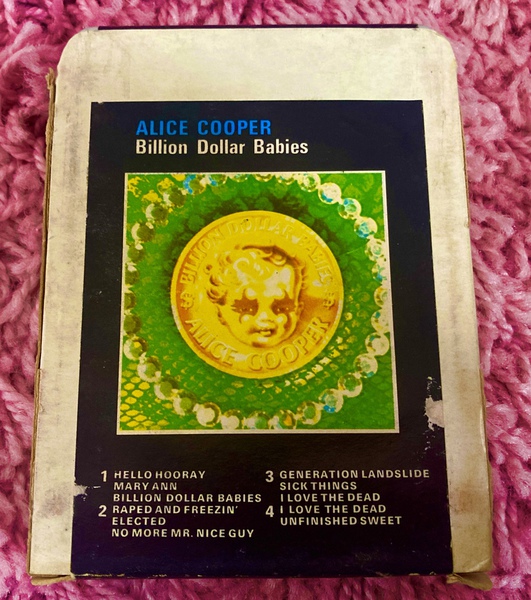 ALICE COOPER
Billion Dollar Babies
BILLION DOLLAR BABIES
ALICE COOPER
1 HELLO HOORAY
MARY ANN
BILLION DOLLAR BABIES
2 RAPED AND FREEZIN'
ELECTED
NO MORE MR. NICE GUY
3 GENERATION LANDSLIDE
SICK THINGS
I LOVE THE DEAD
4 I LOVE THE DEAD
UNFINISHED SWEET